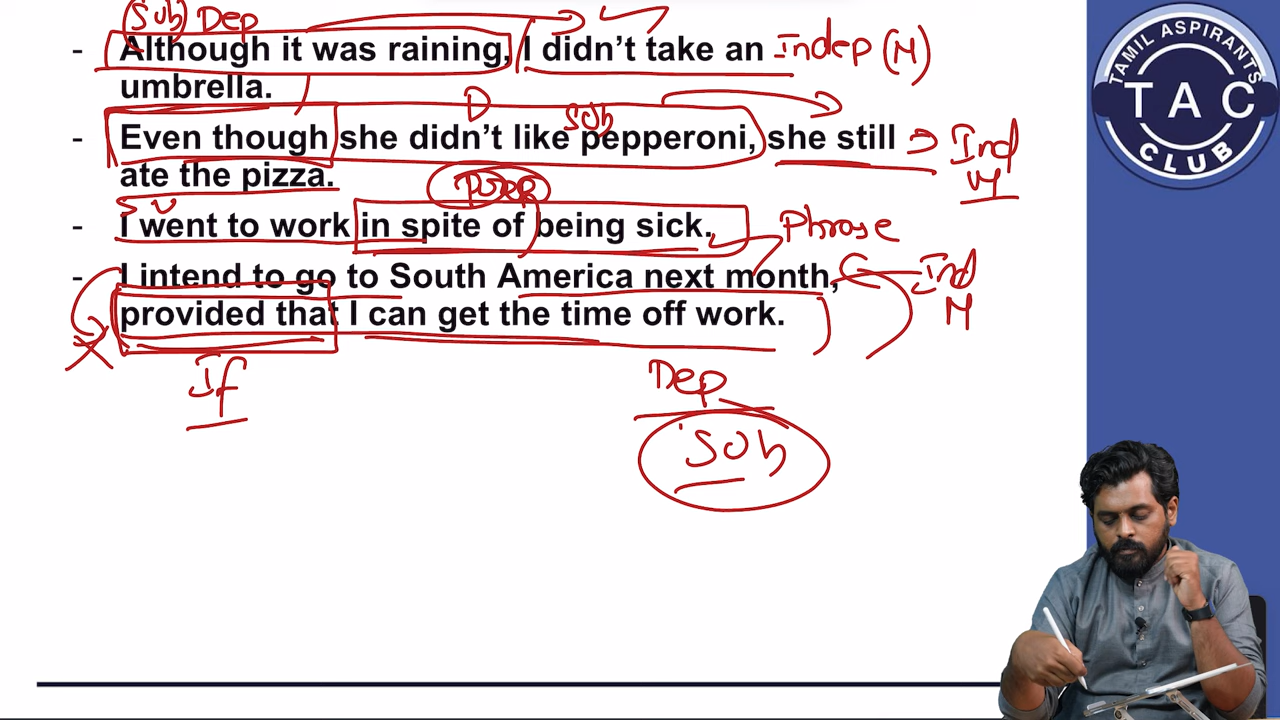 (Sub) Dep
- Although it was raining, I didn't take an Indep (M)
umbrella.
D
Sub
- Even though she didn't like pepperoni, she still Ind
ate the pizza. M
Prep
S V
- I went to work in spite of being sick. Phrase
- I intend to go to South America next month, Ind
provided that I can get the time off work. M
If
Dep
Sub
TAMIL ASPIRANTS
TAC
CLUB